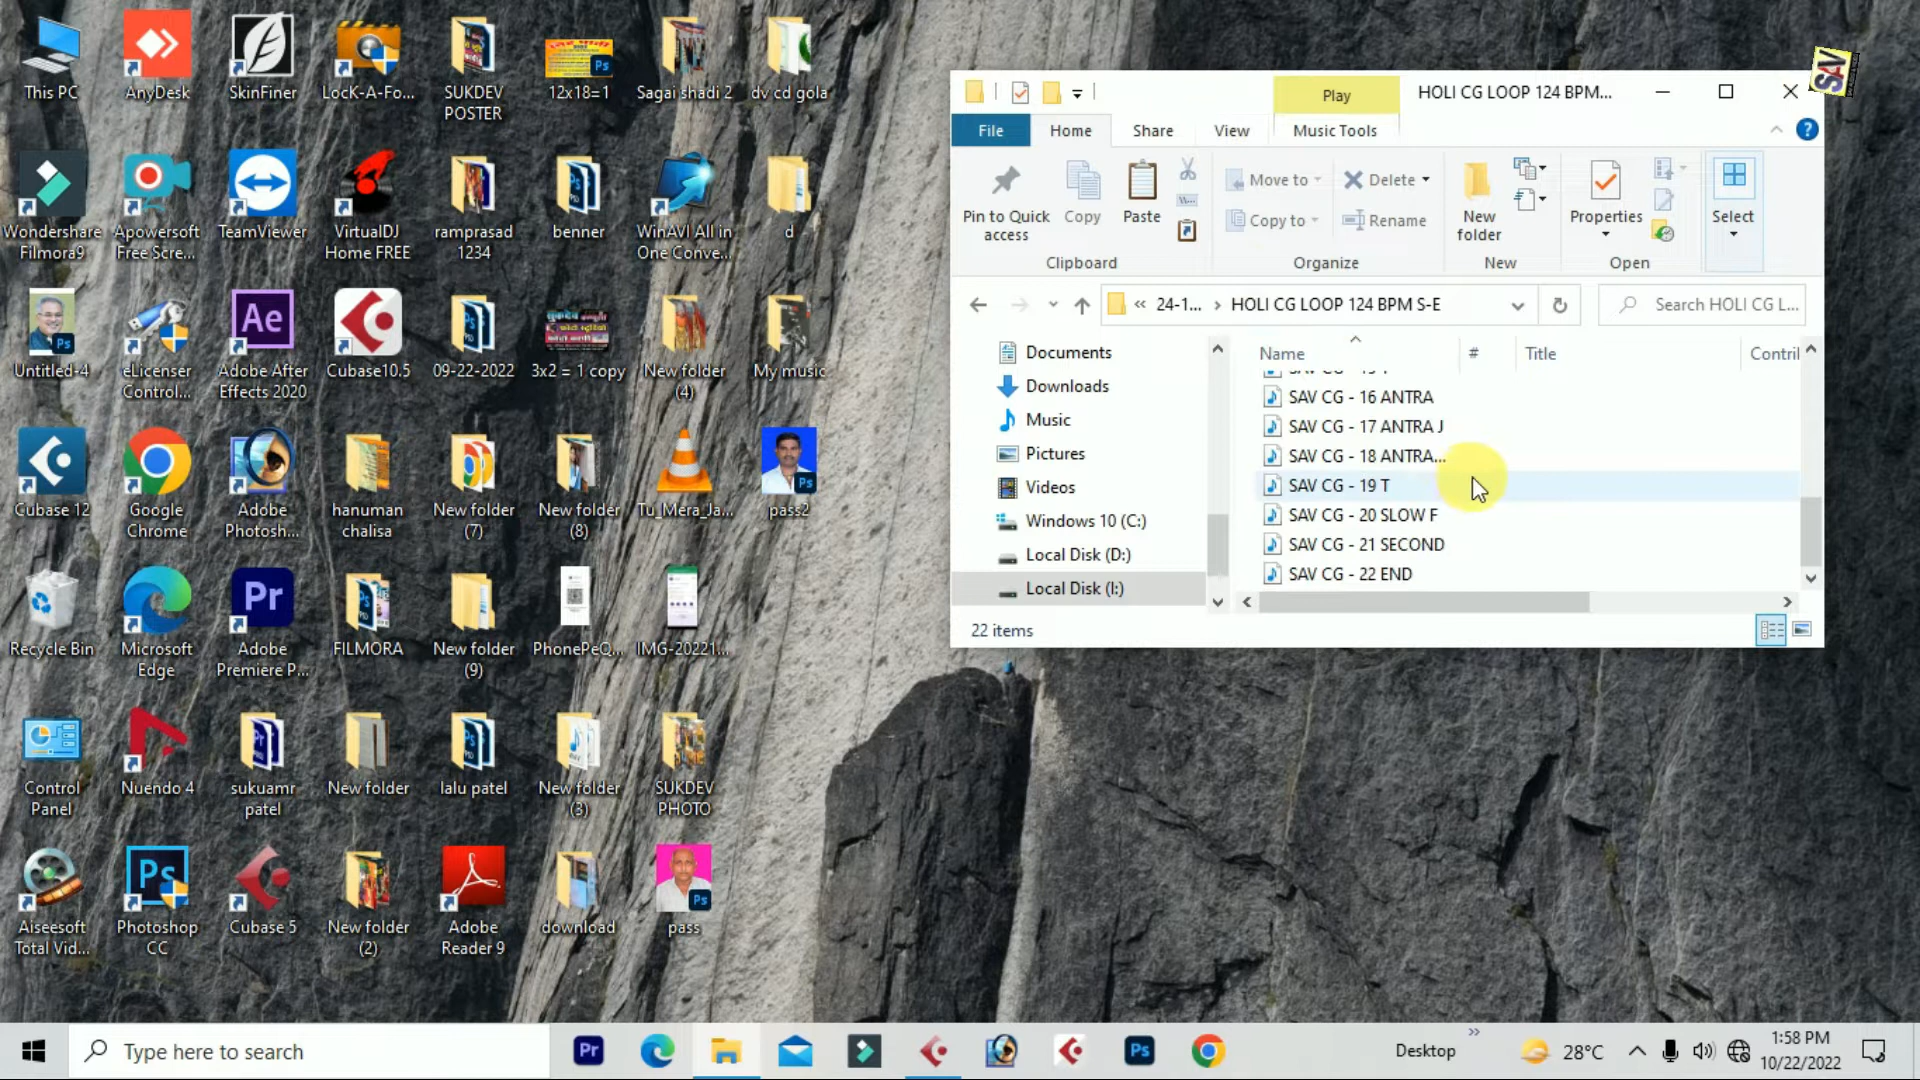 This PC
AnyDesk
SkinFiner
LocK-A-Fo...
SUKDEV
POSTER
12x18=1
Sagai shadi 2
dv cd gola
Wondershare
Filmora9
Apowersoft
Free Scre...
TeamViewer
VirtualDJ
Home FREE
ramprasad
1234
benner
WinAVI All in
One Conve...
d
Untitled-4
eLicenser
Control...
Adobe After
Effects 2020
Cubase10.5
09-22-2022
3x2 = 1 copy
New folder
(4)
My music
Cubase 12
Google
Chrome
Adobe
Photosh...
hanuman
chalisa
New folder
(7)
New folder
(8)
Tu_Mera_Ja...
pass2
Recycle Bin
Microsoft
Edge
Adobe
Premiere P...
FILMORA
New folder
(9)
PhonePeQ...
IMG-20221...
Control
Panel
Nuendo 4
sukuamr
patel
New folder
lalu patel
New folder
(3)
SUKDEV
PHOTO
Aiseesoft
Total Vid...
Photoshop
CC
Cubase 5
New folder
(2)
Adobe
Reader 9
download
pass
SAV
Play
HOLI CG LOOP 124 BPM...
File
Home
Share
View
Music Tools
Pin to Quick
access
Copy
Paste
Move to
Copy to
Delete
Rename
New
folder
Properties
Select
Clipboard
Organize
New
Open
« 24-1... › HOLI CG LOOP 124 BPM S-E
Search HOLI CG L...
Documents
Downloads
Music
Pictures
Videos
Windows 10 (C:)
Local Disk (D:)
Local Disk (I:)
Name
#
Title
Contril
SAV CG - 16 ANTRA
SAV CG - 17 ANTRA J
SAV CG - 18 ANTRA...
SAV CG - 19 T
SAV CG - 20 SLOW F
SAV CG - 21 SECOND
SAV CG - 22 END
22 items
Type here to search
Desktop
28°C
1:58 PM
10/22/2022